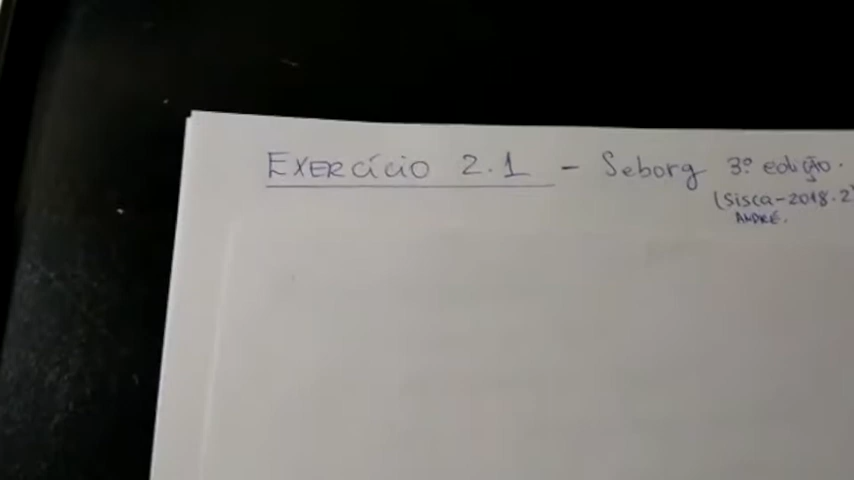 Exercício 2.1 - Seborg 3º edição.
(Sisca-2018.2)
ANDRÉ.